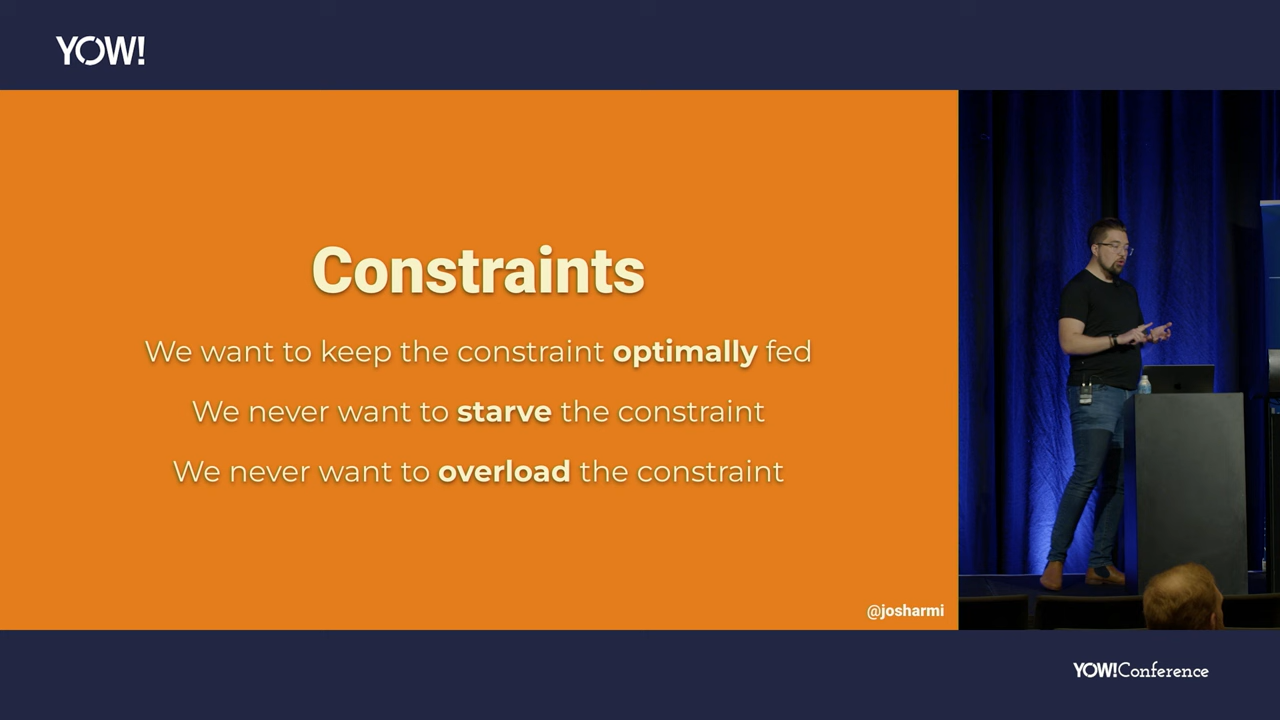 YOW!
Constraints
We want to keep the constraint optimally fed
We never want to starve the constraint
We never want to overload the constraint
@josharmi
YOW!Conference